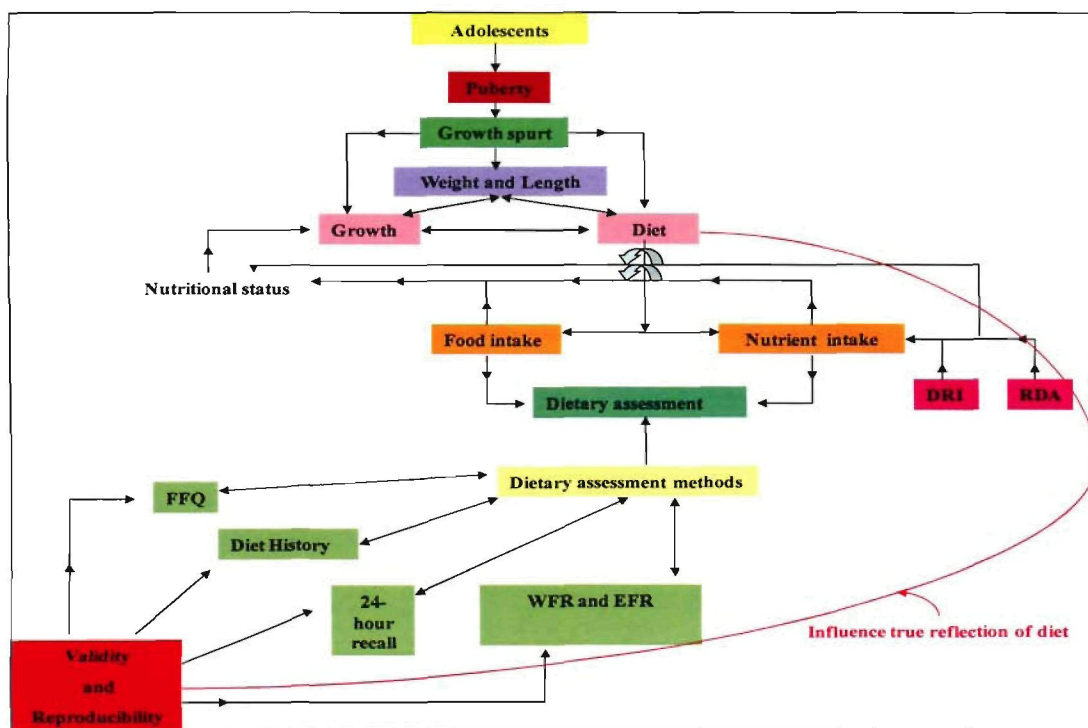 Adolescents
Puberty
Growth spurt
Weight and Length
Growth
Diet
Nutritional status
Food intake
Nutrient intake
Dietary assessment
DRI
RDA
Dietary assessment methods
FFQ
Diet History
24-
hour
recall
WFR and EFR
Influence true reflection of diet
Validity
and
Reproducibility